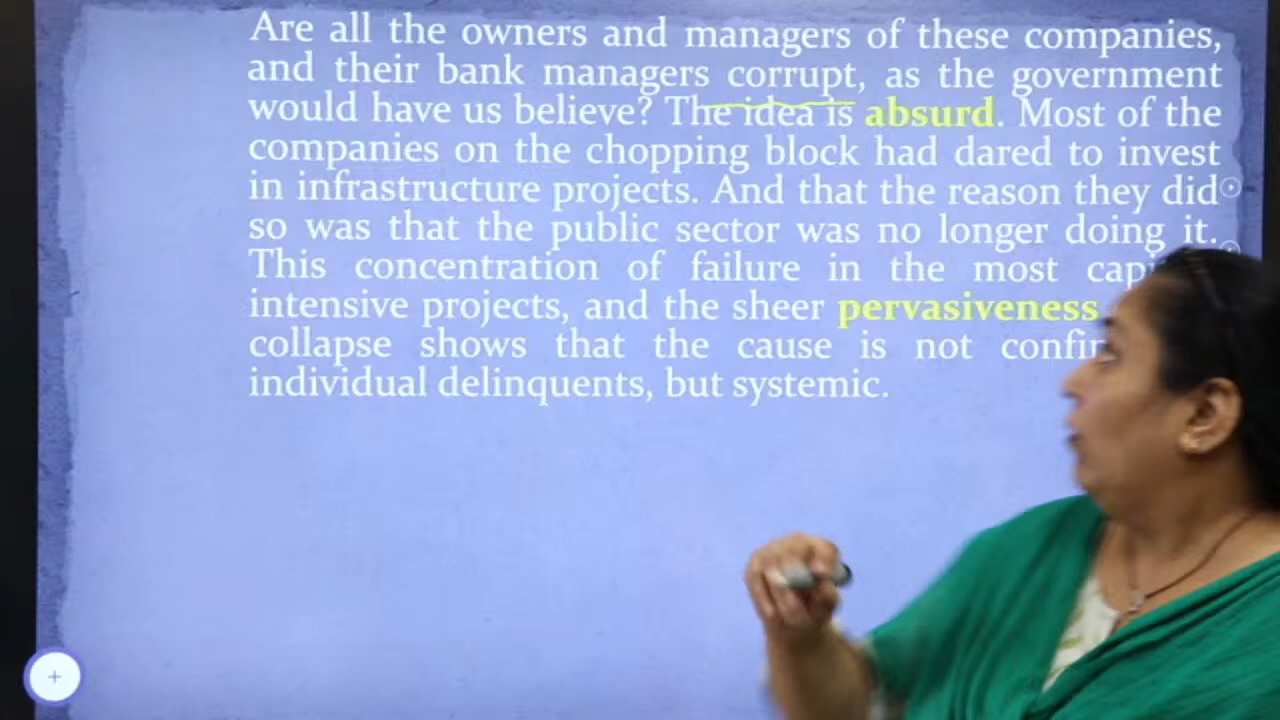 Are all the owners and managers of these companies,
and their bank managers corrupt, as the government
would have us believe? The idea is absurd. Most of the
companies on the chopping block had dared to invest
in infrastructure projects. And that the reason they did
so was that the public sector was no longer doing it.
This concentration of failure in the most
intensive projects, and the sheer pervasiveness
collapse shows that the cause is not
individual delinquents, but systemic.